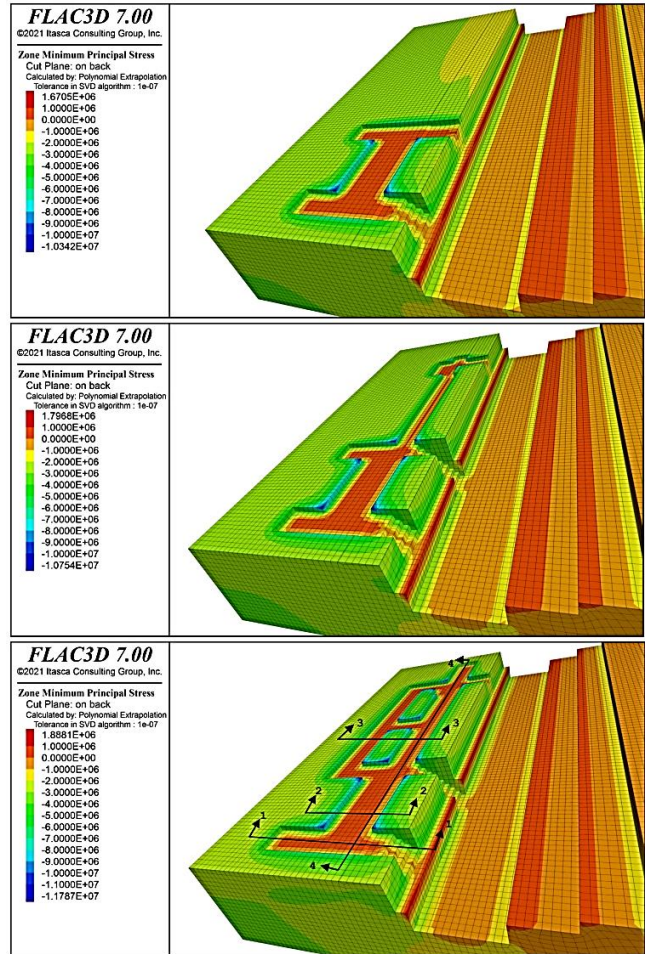 FLAC3D 7.00
©2021 Itasca Consulting Group, Inc.
Zone Minimum Principal Stress
Cut Plane: on back
Calculated by: Polynomial Extrapolation
Tolerance in SVD algorithm : 1e-07
1.6705E+06
1.0000E+06
0.0000E+00
-1.0000E+06
-2.0000E+06
-3.0000E+06
-4.0000E+06
-5.0000E+06
-6.0000E+06
-7.0000E+06
-8.0000E+06
-9.0000E+06
-1.0000E+07
-1.0342E+07
FLAC3D 7.00
©2021 Itasca Consulting Group, Inc.
Zone Minimum Principal Stress
Cut Plane: on back
Calculated by: Polynomial Extrapolation
Tolerance in SVD algorithm : 1e-07
1.7968E+06
1.0000E+06
0.0000E+00
-1.0000E+06
-2.0000E+06
-3.0000E+06
-4.0000E+06
-5.0000E+06
-6.0000E+06
-7.0000E+06
-8.0000E+06
-9.0000E+06
-1.0000E+07
-1.0754E+07
FLAC3D 7.00
©2021 Itasca Consulting Group, Inc.
Zone Minimum Principal Stress
Cut Plane: on back
Calculated by: Polynomial Extrapolation
Tolerance in SVD algorithm : 1e-07
1.8881E+06
1.0000E+06
0.0000E+00
-1.0000E+06
-2.0000E+06
-3.0000E+06
-4.0000E+06
-5.0000E+06
-6.0000E+06
-7.0000E+06
-8.0000E+06
-9.0000E+06
-1.0000E+07
-1.1000E+07
-1.1787E+07
4
3 3
2 2
1 1
4